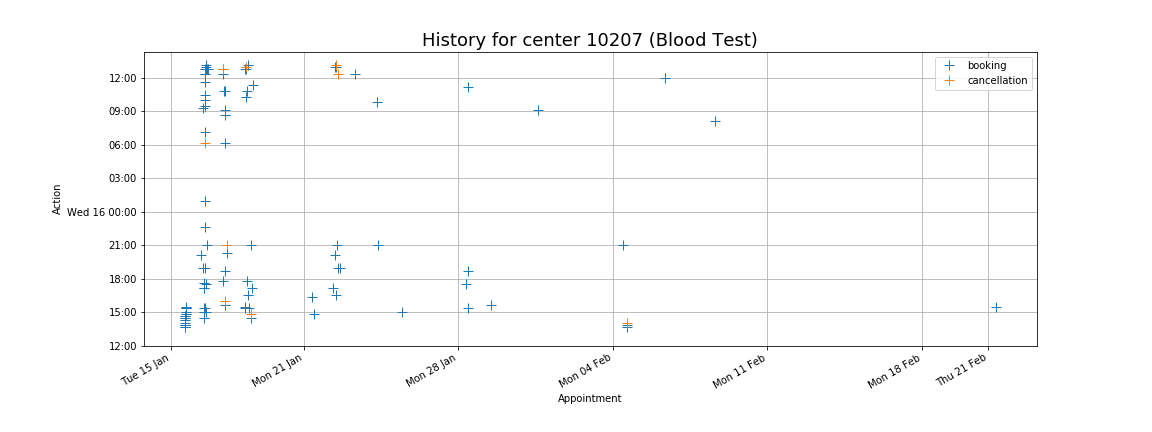 History for center 10207 (Blood Test)
booking
cancellation
12:00
09:00
06:00
03:00
Wed 16 00:00
21:00
18:00
15:00
12:00
Action
Tue 15 Jan
Mon 21 Jan
Mon 28 Jan
Mon 04 Feb
Mon 11 Feb
Mon 18 Feb
Thu 21 Feb
Appointment